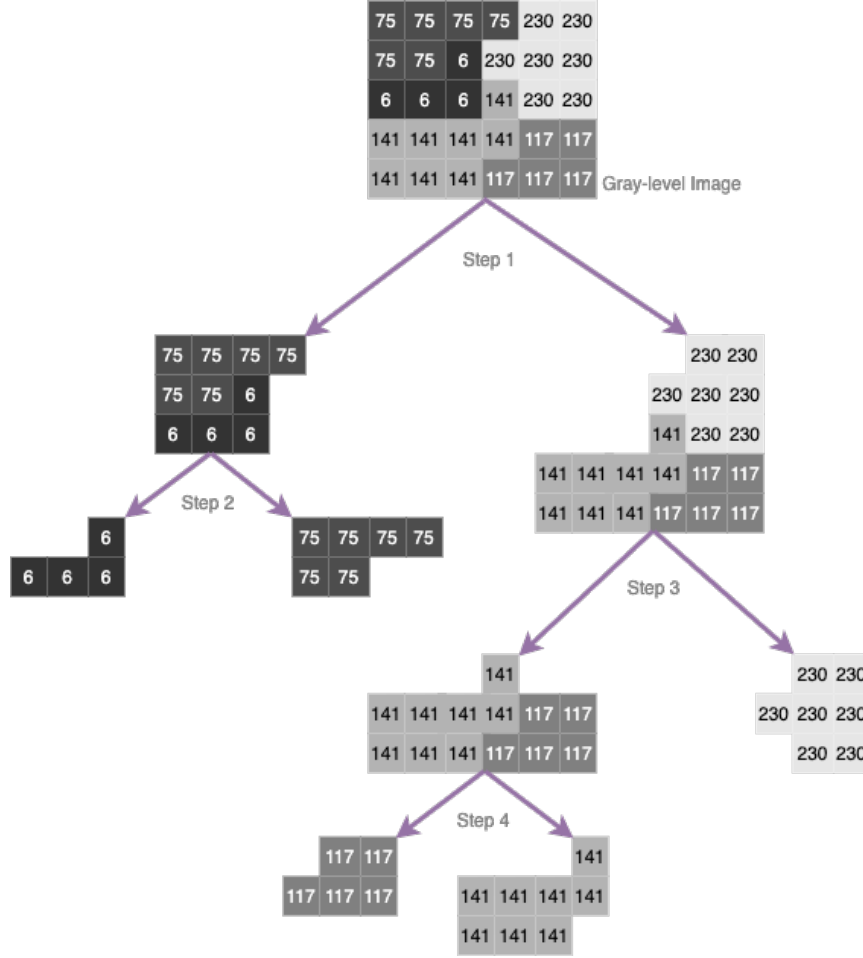 75 75 75 75 230 230
75 75 6 230 230 230
6 6 6 141 230 230
141 141 141 141 117 117
141 141 141 117 117 117
Gray-level Image
Step 1
75 75 75 75
75 75 6
6 6 6
230 230
230 230 230
141 230 230
141 141 141 141 117 117
141 141 141 117 117 117
Step 2
6
6 6 6
75 75 75 75
75 75
Step 3
141
141 141 141 141 117 117
141 141 141 117 117 117
230 230
230 230 230
230 230
Step 4
117 117
117 117 117
141
141 141 141 141
141 141 141